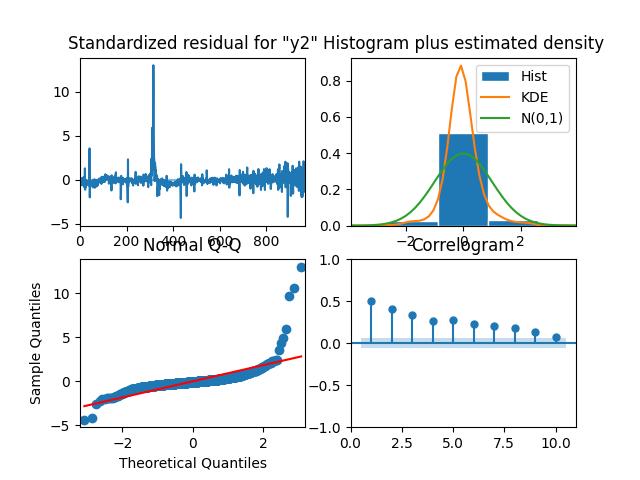 Standardized residual for "y2"
Histogram plus estimated density
10
5
0
−5
0 200 400 600 800
0.8
0.6
0.4
0.2
0.0
−2 0 2
Hist
KDE
N(0,1)
Normal Q-Q
Correlogram
Sample Quantiles
10
5
0
−5
−2 0 2
Theoretical Quantiles
1.0
0.5
0.0
−0.5
−1.0
0.0 2.5 5.0 7.5 10.0